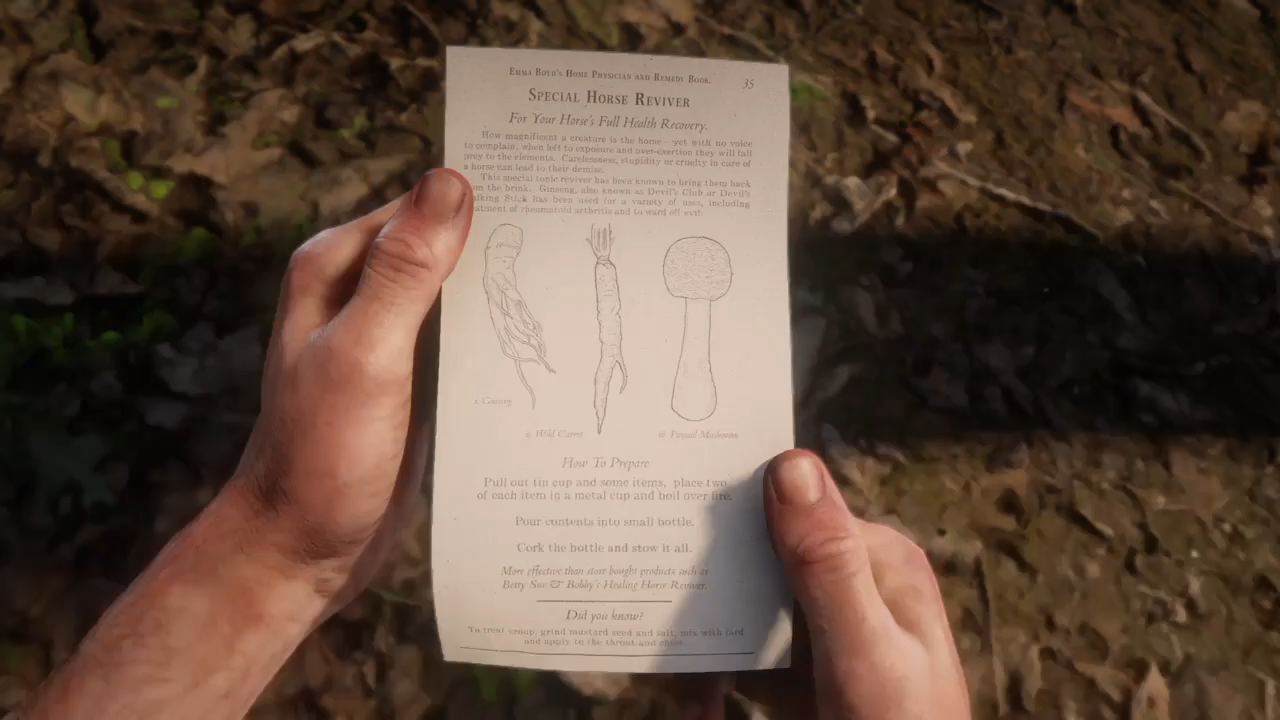 Emma Boyd's Home Physician and Remedy Book.
35
Special Horse Reviver
For Your Horse's Full Health Recovery.
How magnificent a creature is the horse - yet with no voice
to complain, when left to exposure and over-exertion they will fall
prey to the elements. Carelessness, stupidity or cruelty in care of
a horse can lead to their demise.
This special tonic reviver has been known to bring them back
om the brink. Ginseng, also known as Devil's Club or Devil's
alking Stick has been used for a variety of uses, including
atment of rheumatoid arthritis and to ward off evil.
1. Ginseng
2. Wild Carrot
Parasol Mushroom
How To Prepare
Pull out tin cup and some items, place two
of each item in a metal cup and boil over fire.
Pour contents into small bottle.
Cork the bottle and stow it all.
More effective than store bought products such as
Betty Sue & Bobby's Healing Horse Reviver.
Did you know?
To treat croup, grind mustard seed and salt, mix with lard
and apply to the throat and chest.